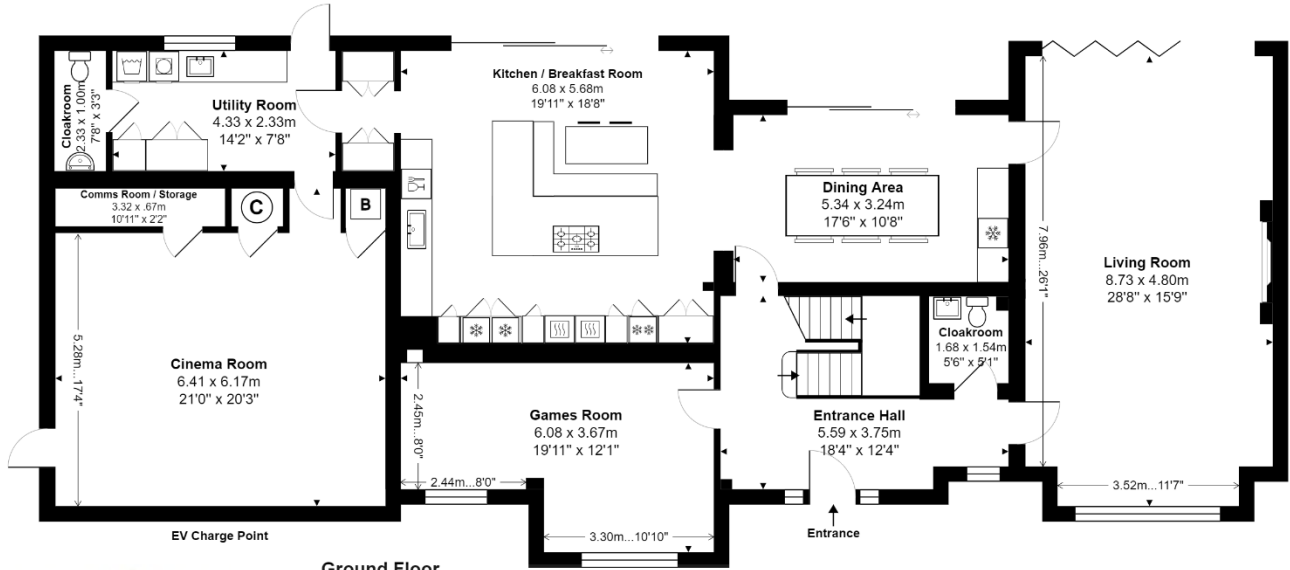 Cloakroom
2.33 x 1.00m
7'8" x 3'3"
Utility Room
4.33 x 2.33m
14'2" x 7'8"
Kitchen / Breakfast Room
6.08 x 5.68m
19'11" x 18'8"
Comms Room / Storage
3.32 x .67m
10'11" x 2'2"
C
B
Dining Area
5.34 x 3.24m
17'6" x 10'8"
7.96m...26'1"
Living Room
8.73 x 4.80m
28'8" x 15'9"
Cloakroom
1.68 x 1.54m
5'6" x 5'1"
5.28m...17'4"
Cinema Room
6.41 x 6.17m
21'0" x 20'3"
2.45m...8'0"
Games Room
6.08 x 3.67m
19'11" x 12'1"
Entrance Hall
5.59 x 3.75m
18'4" x 12'4"
2.44m...8'0"
3.52m...11'7"
3.30m...10'10"
EV Charge Point
Entrance
Ground Floor